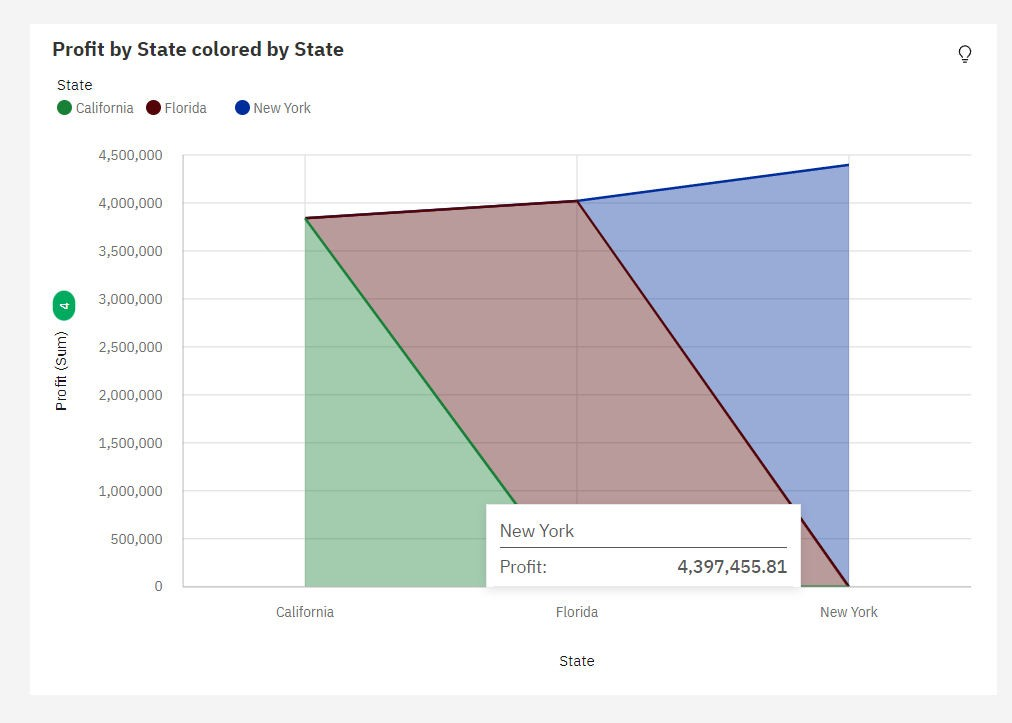 Profit by State colored by State
State
California Florida New York
4,500,000
4,000,000
3,500,000
3,000,000
2,500,000
2,000,000
1,500,000
1,000,000
500,000
0
Profit (Sum) 4
New York
Profit: 4,397,455.81
California Florida New York
State